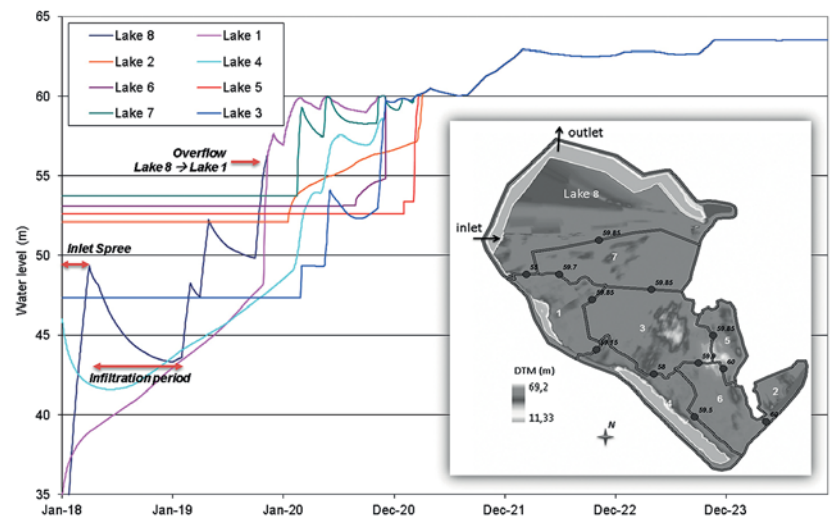 65
60
55
50
45
40
35
Water level (m)
Lake 8
Lake 1
Lake 2
Lake 4
Lake 6
Lake 5
Lake 7
Lake 3
Overflow
Lake 8 → Lake 1
Inlet Spree
Infiltration period
Jan-18
Jan-19
Jan-20
Dec-20
Dec-21
Dec-22
Dec-23
outlet
Lake 8
inlet
59.85
7
55
59.7
59.85
59.85
1
3
59.85
5
60
58
2
4
6
59.5
60
DTM (m)
69,2
11,33
N